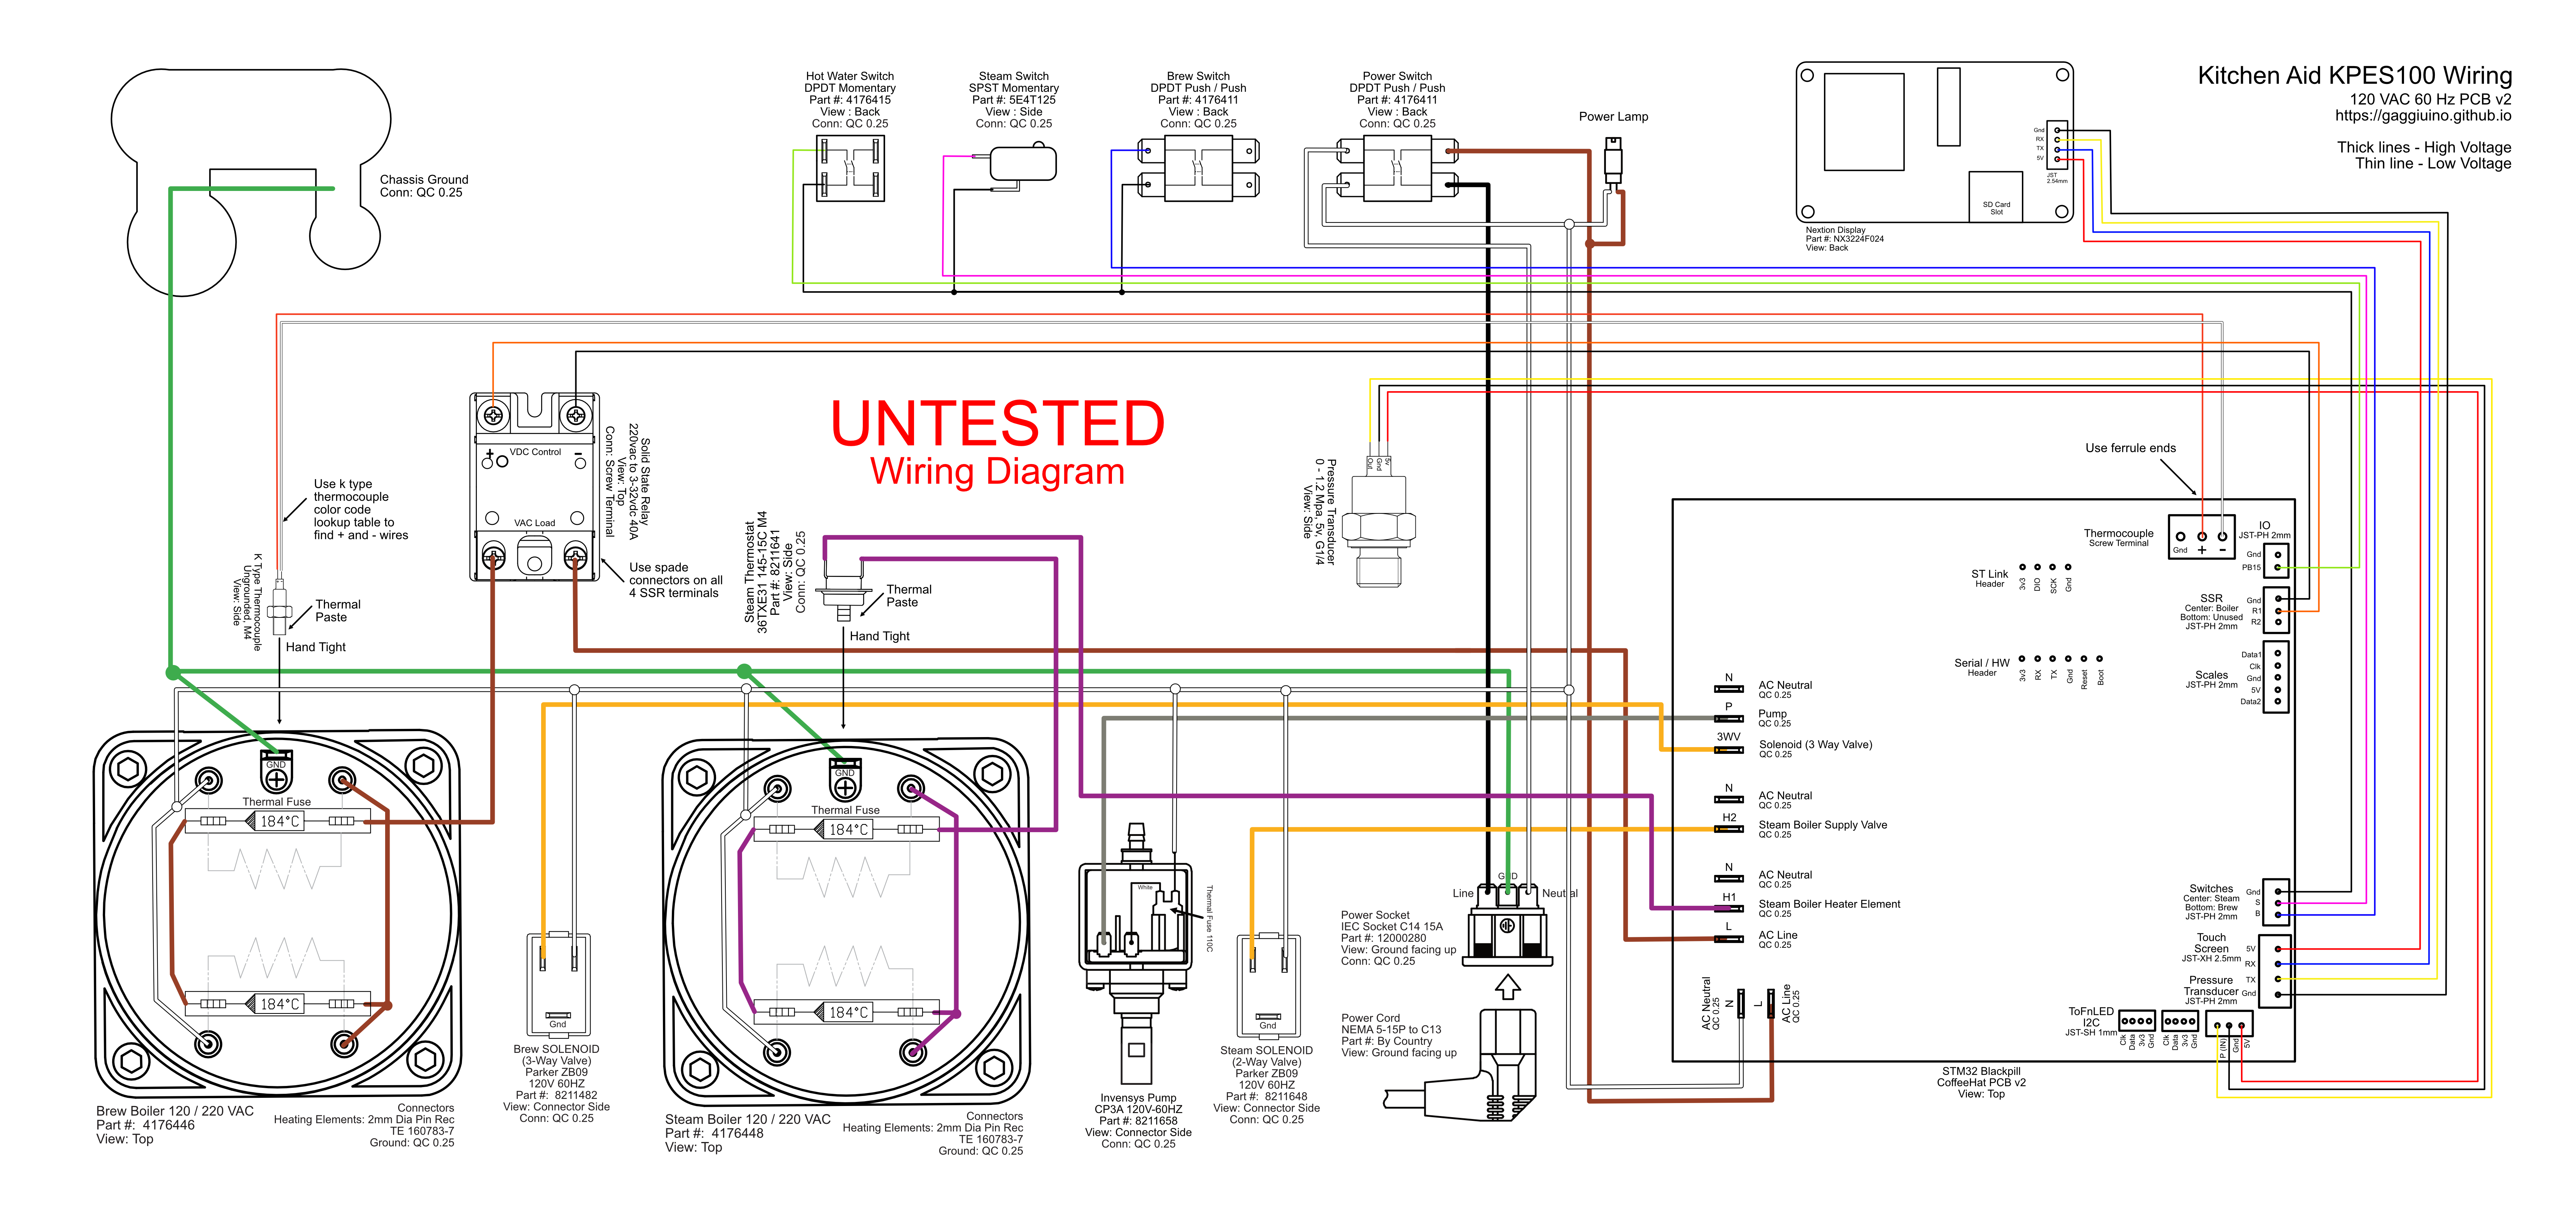 Kitchen Aid KPES100 Wiring
120 VAC 60 Hz PCB v2
https://gaggiuino.github.io
Thick lines - High Voltage
Thin line - Low Voltage
Hot Water Switch
DPDT Momentary
Part #: 4176415
View : Back
Conn: QC 0.25
Steam Switch
SPST Momentary
Part #: 5E4T125
View : Side
Conn: QC 0.25
Brew Switch
DPDT Push / Push
Part #: 4176411
View : Back
Conn: QC 0.25
Power Switch
DPDT Push / Push
Part #: 4176411
View : Back
Conn: QC 0.25
Power Lamp
Gnd
RX
TX
5V
JST
2.54mm
SD Card
Slot
Nextion Display
Part #: NX3224F024
View: Back
Chassis Ground
Conn: QC 0.25
UNTESTED
Wiring Diagram
+
VDC Control
-
VAC Load
Solid State Relay
220vac to 3-32vdc 40A
View: Top
Conn: Screw Terminal
Use spade
connectors on all
4 SSR terminals
Use k type
thermocouple
color code
lookup table to
find + and - wires
K Type Thermocouple
Ungrounded, M4
View: Side
Thermal
Paste
Hand Tight
Steam Thermostat
36TXE31 145-15C M4
Part #: 8211641
View: Side
Conn: QC 0.25
Thermal
Paste
Hand Tight
Out
Gnd
5v
Pressure Transducer
0 - 1.2 Mpa, 5v, G1/4
View: Side
Use ferrule ends
Thermocouple
Screw Terminal
Gnd
+
-
IO
JST-PH 2mm
Gnd
PB15
ST Link
Header
3v3
DIO
SCK
Gnd
SSR
Center: Boiler
Bottom: Unused
JST-PH 2mm
Gnd
R1
R2
Serial / HW
Header
3v3
RX
TX
Gnd
Reset
Boot
Scales
JST-PH 2mm
Data1
Clk
Gnd
5V
Data2
N
AC Neutral
QC 0.25
P
Pump
QC 0.25
3WV
Solenoid (3 Way Valve)
QC 0.25
N
AC Neutral
QC 0.25
H2
Steam Boiler Supply Valve
QC 0.25
N
AC Neutral
QC 0.25
H1
Steam Boiler Heater Element
QC 0.25
L
AC Line
QC 0.25
AC Neutral
QC 0.25
N
L
AC Line
QC 0.25
Switches
Center: Steam
Bottom: Brew
JST-PH 2mm
Gnd
S
B
Touch
Screen
JST-XH 2.5mm
5V
RX
TX
Gnd
Pressure
Transducer
JST-PH 2mm
ToFnLED
I2C
JST-SH 1mm
Clk
Data
3v3
Gnd
Clk
Data
3v3
Gnd
P (IN)
Gnd
5V
STM32 Blackpill
CoffeeHat PCB v2
View: Top
GND
Thermal Fuse
184°C
184°C
Brew Boiler 120 / 220 VAC
Part #: 4176446
View: Top
Connectors
Heating Elements: 2mm Dia Pin Rec
TE 160783-7
Ground: QC 0.25
Gnd
Brew SOLENOID
(3-Way Valve)
Parker ZB09
120V 60HZ
Part #: 8211482
View: Connector Side
Conn: QC 0.25
GND
Thermal Fuse
184°C
184°C
Steam Boiler 120 / 220 VAC
Part #: 4176448
View: Top
Connectors
Heating Elements: 2mm Dia Pin Rec
TE 160783-7
Ground: QC 0.25
White
Thermal Fuse 110C
Invensys Pump
CP3A 120V-60HZ
Part #: 8211658
View: Connector Side
Conn: QC 0.25
Gnd
Steam SOLENOID
(2-Way Valve)
Parker ZB09
120V 60HZ
Part #: 8211648
View: Connector Side
Conn: QC 0.25
Line
GND
Neutral
Power Socket
IEC Socket C14 15A
Part #: 12000280
View: Ground facing up
Conn: QC 0.25
Power Cord
NEMA 5-15P to C13
Part #: By Country
View: Ground facing up